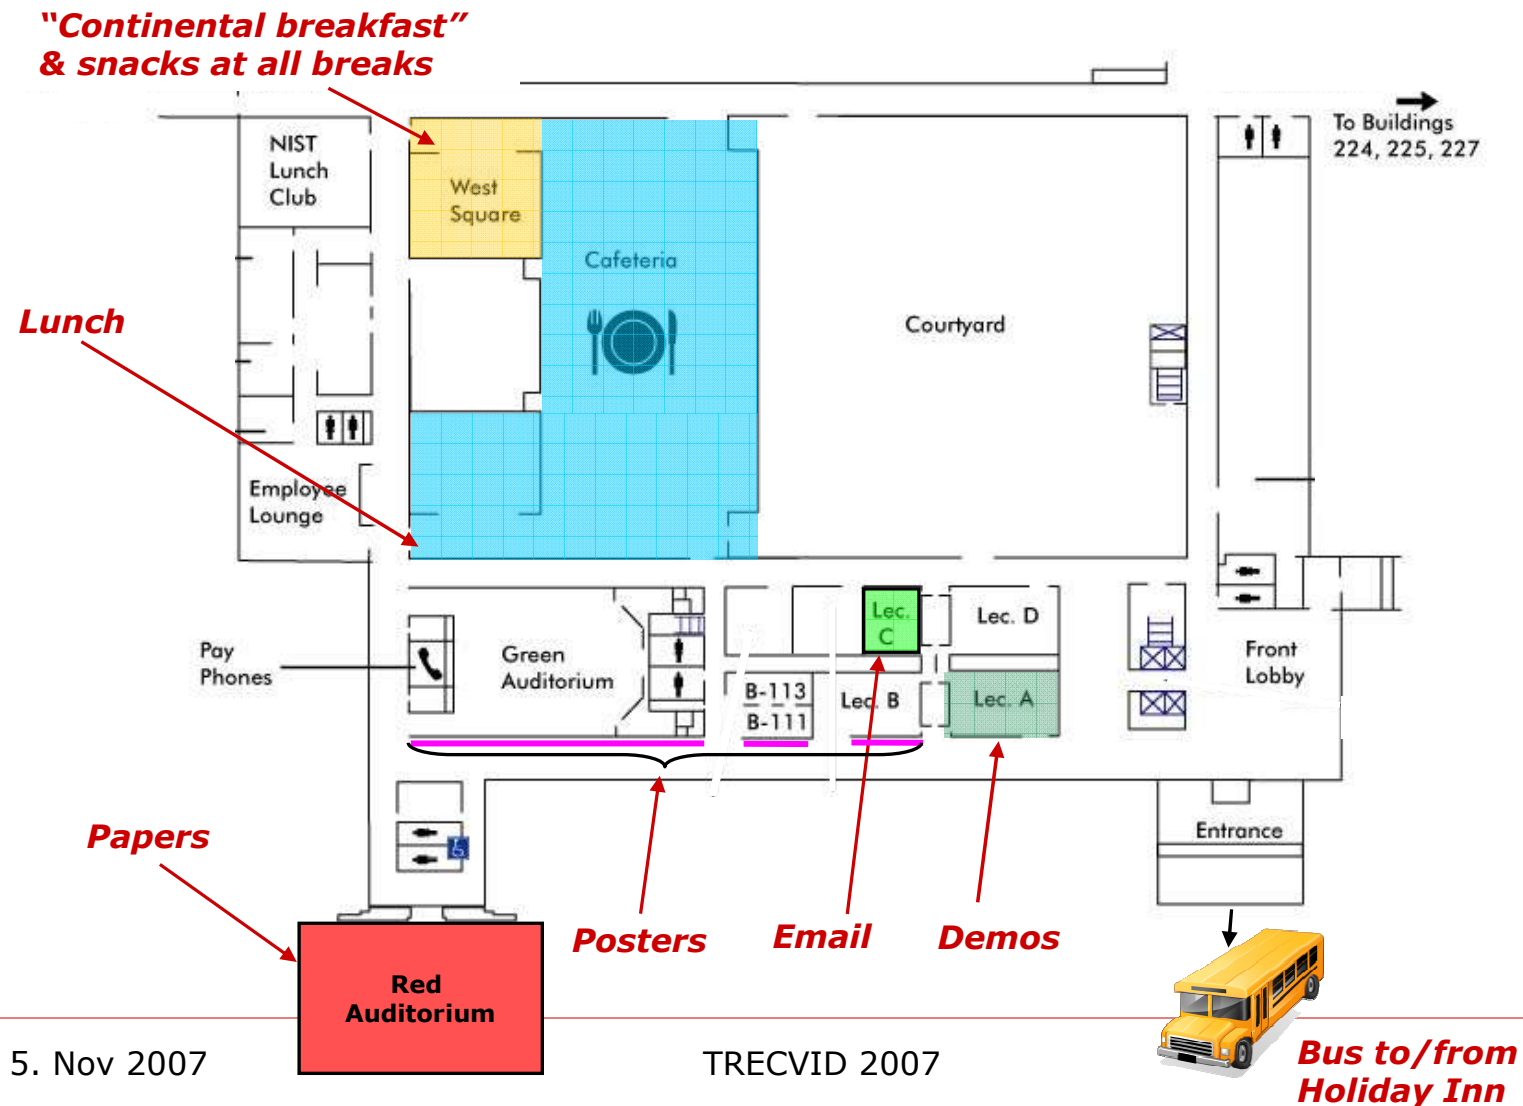 “Continental breakfast”
& snacks at all breaks
To Buildings
224, 225, 227
NIST
Lunch
Club
West
Square
Cafeteria
Lunch
Courtyard
Employee
Lounge
Lec.
C
Lec. D
Pay
Phones
Green
Auditorium
Front
Lobby
B-113
B-111
Lec. B
Lec. A
Papers
Entrance
Posters
Email
Demos
Red
Auditorium
5. Nov 2007
TRECVID 2007
Bus to/from
Holiday Inn